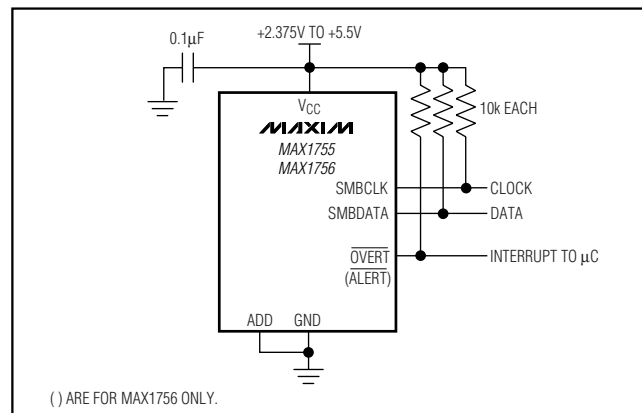 +2.375V TO +5.5V
0.1µF
VCC
10k EACH
MAXIM
MAX1755
MAX1756
SMBCLK
CLOCK
SMBDATA
DATA
OVERT
INTERRUPT TO µC
(ALERT)
ADD GND
( ) ARE FOR MAX1756 ONLY.